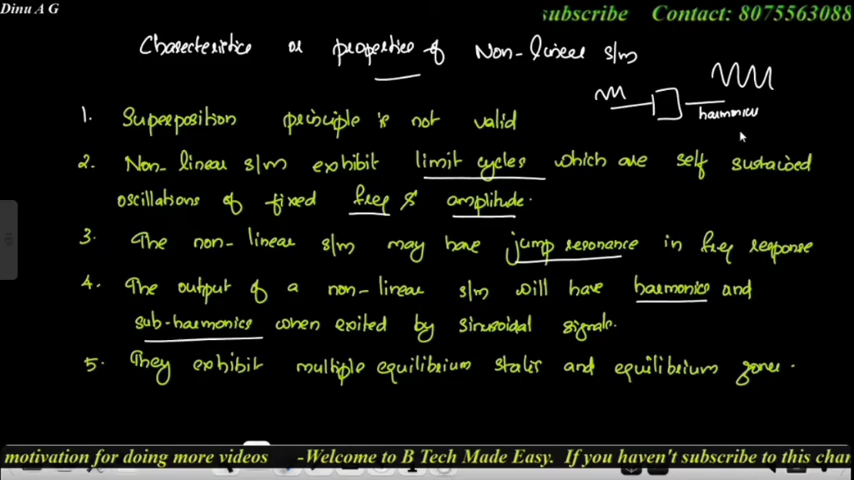 Dinu A G
subscribe Contact: 8075563088
Characteristics or properties of Non-linear s/m
harmonics
1. Superposition principle is not valid
2. Non-linear s/m exhibit limit cycles which are self sustained
oscillations of fixed freq & amplitude.
3. The non-linear s/m may have jump resonance in freq response
4. The output of a non-linear s/m will have harmonics and
sub-harmonics when exited by sinusoidal signals.
5. They exhibit multiple equilibrium states and equilibrium zones.
motivation for doing more videos -Welcome to B Tech Made Easy. If you haven't subscribe to this chan